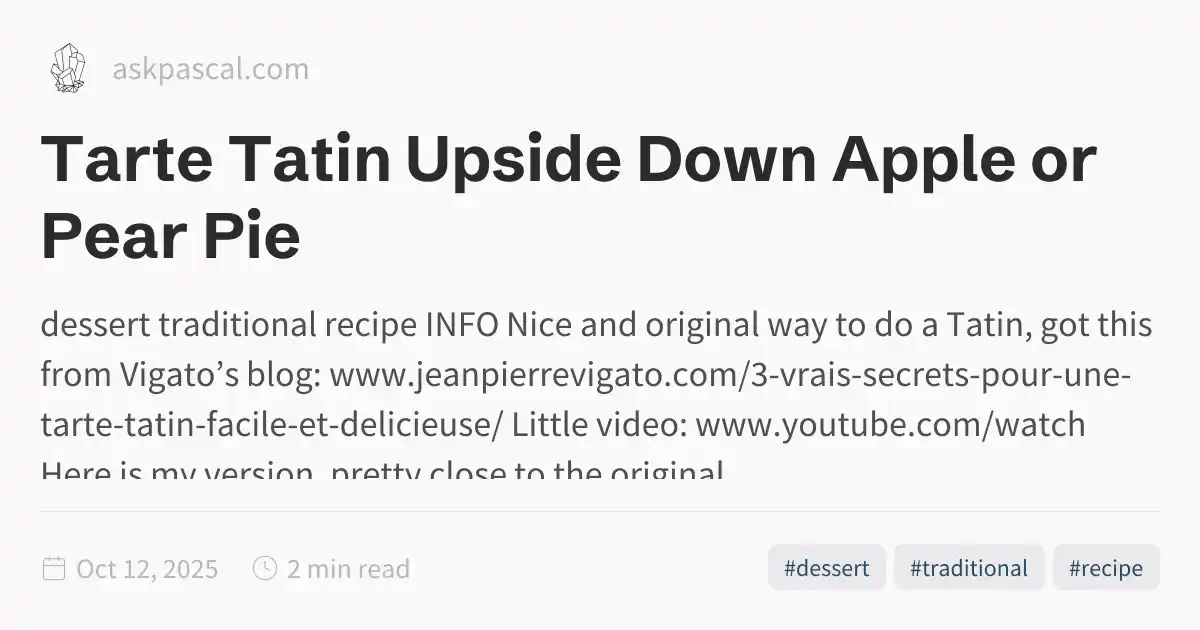 askpascal.com
Tarte Tatin Upside Down Apple or
Pear Pie
dessert traditional recipe INFO Nice and original way to do a Tatin, got this
from Vigato’s blog: www.jeanpierrevigato.com/3-vrais-secrets-pour-une-
tarte-tatin-facile-et-delicieuse/ Little video: www.youtube.com/watch
Here is my version, pretty close to the original
Oct 12, 2025 2 min read #dessert #traditional #recipe